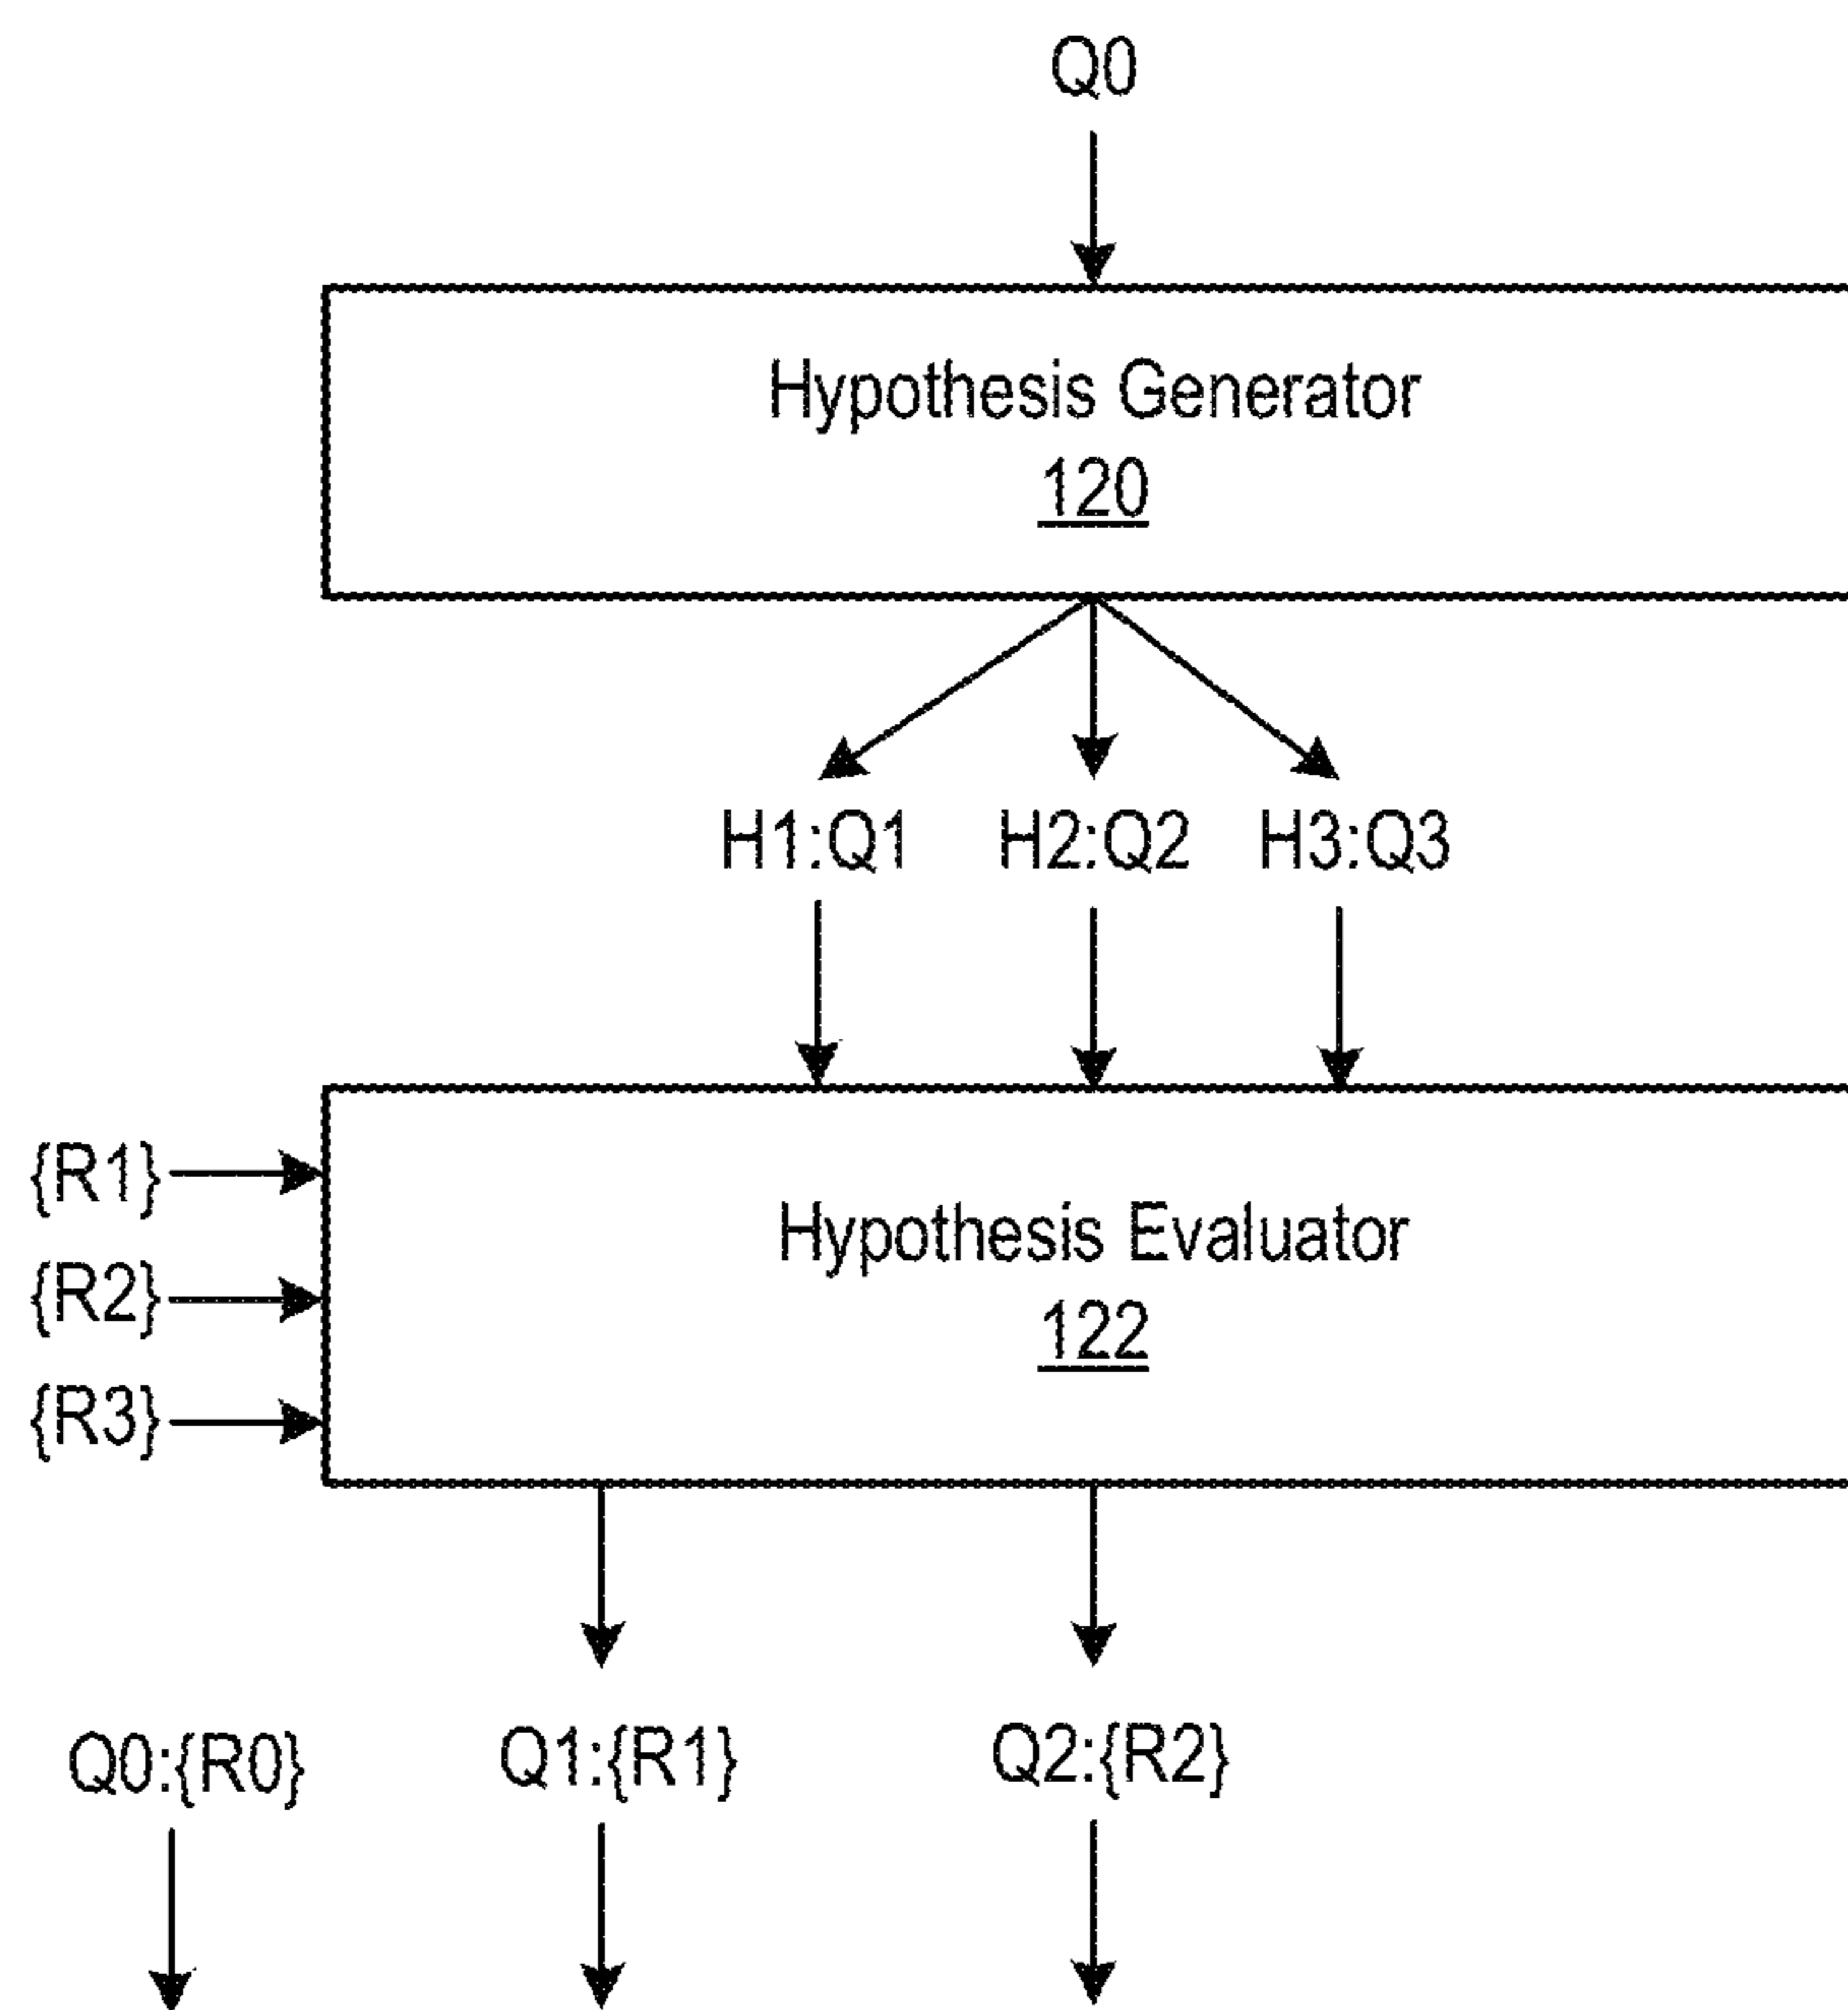 Q0
Hypothesis Generator
120
H1:Q1 H2:Q2 H3:Q3
{R1}
Hypothesis Evaluator
{R2}
122
{R3}
Q0:{R0} Q1:{R1} Q2:{R2}